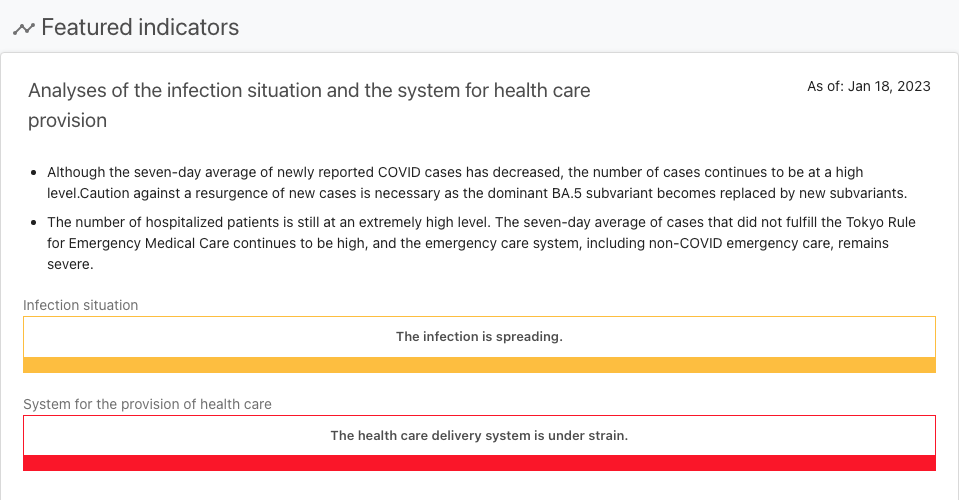 Featured indicators
Analyses of the infection situation and the system for health care
provision
As of: Jan 18, 2023
Although the seven-day average of newly reported COVID cases has decreased, the number of cases continues to be at a high
level.Caution against a resurgence of new cases is necessary as the dominant BA.5 subvariant becomes replaced by new subvariants.
The number of hospitalized patients is still at an extremely high level. The seven-day average of cases that did not fulfill the Tokyo Rule
for Emergency Medical Care continues to be high, and the emergency care system, including non-COVID emergency care, remains
severe.
Infection situation
The infection is spreading.
System for the provision of health care
The health care delivery system is under strain.